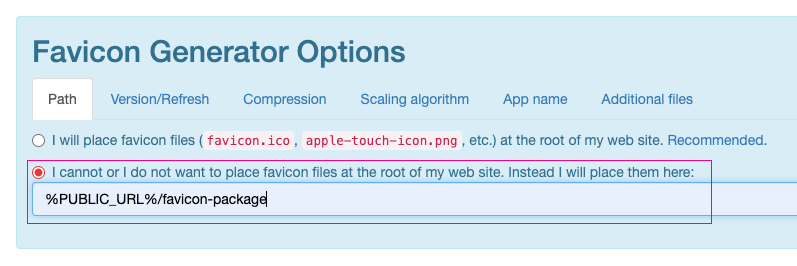 Favicon Generator Options
Path Version/Refresh Compression Scaling algorithm App name Additional files
I will place favicon files ( favicon.ico , apple-touch-icon.png , etc.) at the root of my web site. Recommended.
I cannot or I do not want to place favicon files at the root of my web site. Instead I will place them here:
%PUBLIC_URL%/favicon-package